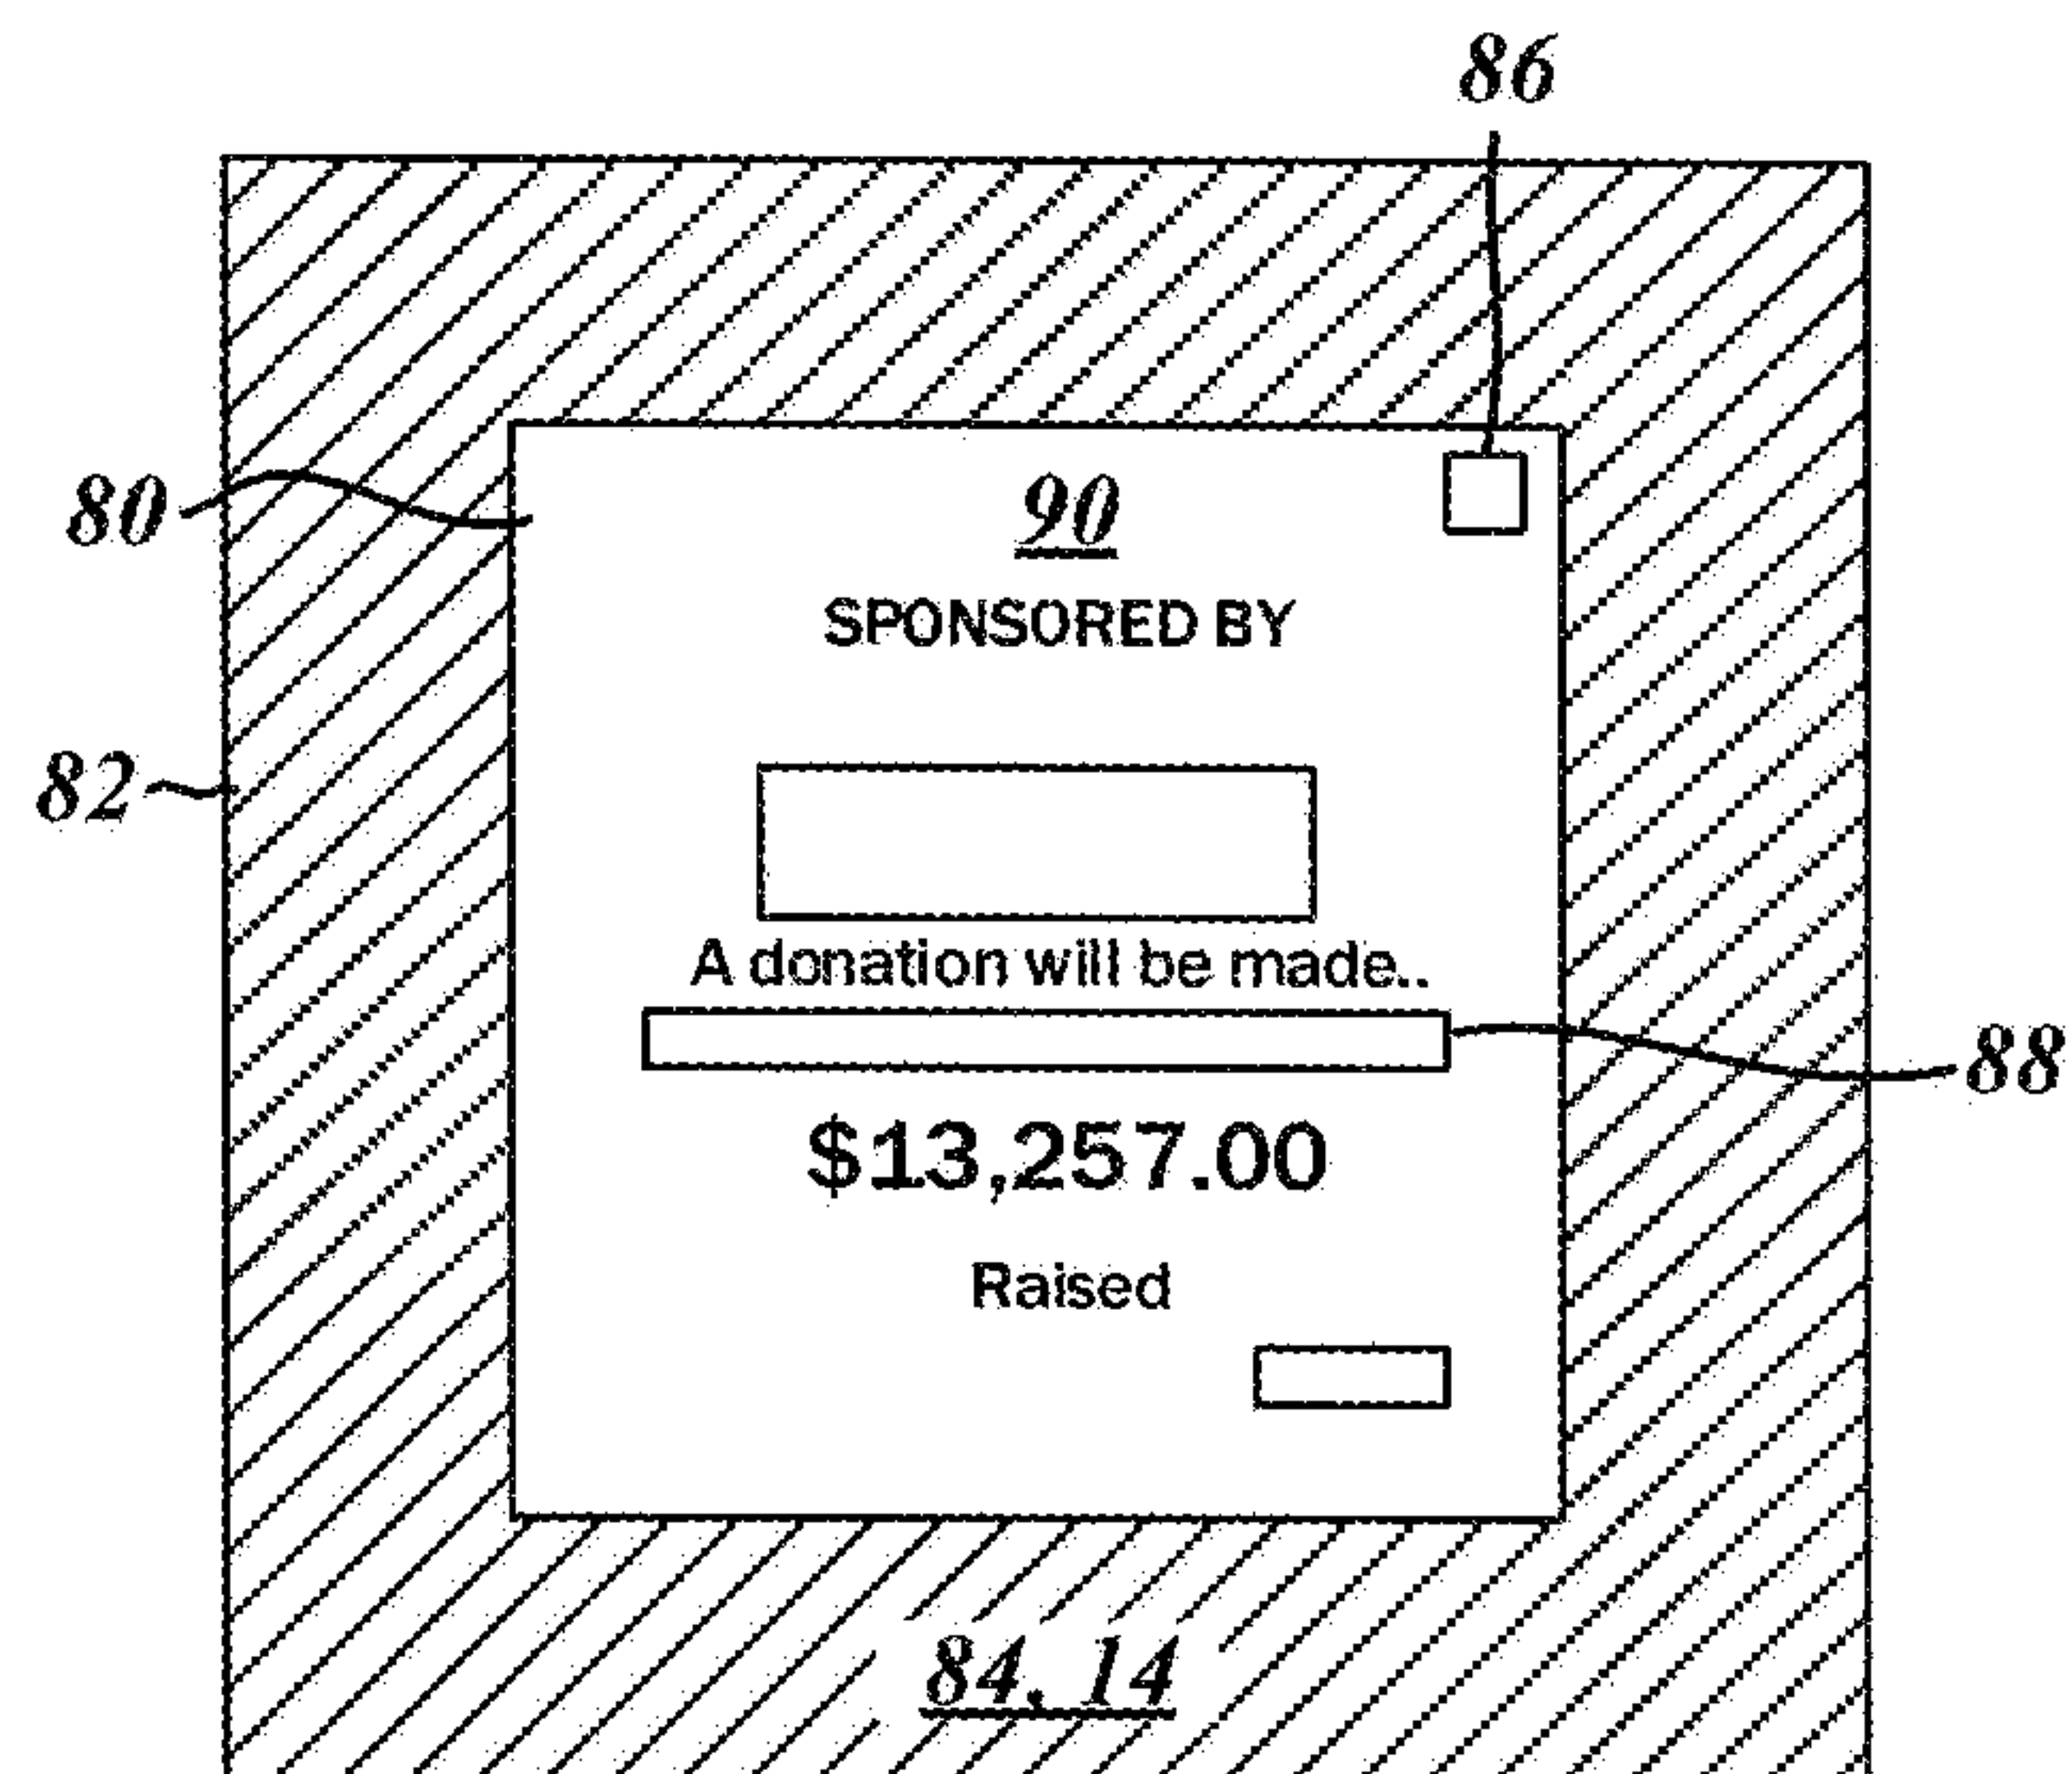 86
80
90
SPONSORED BY
82
A donation will be made..
88
$13,257.00
Raised
84, 14